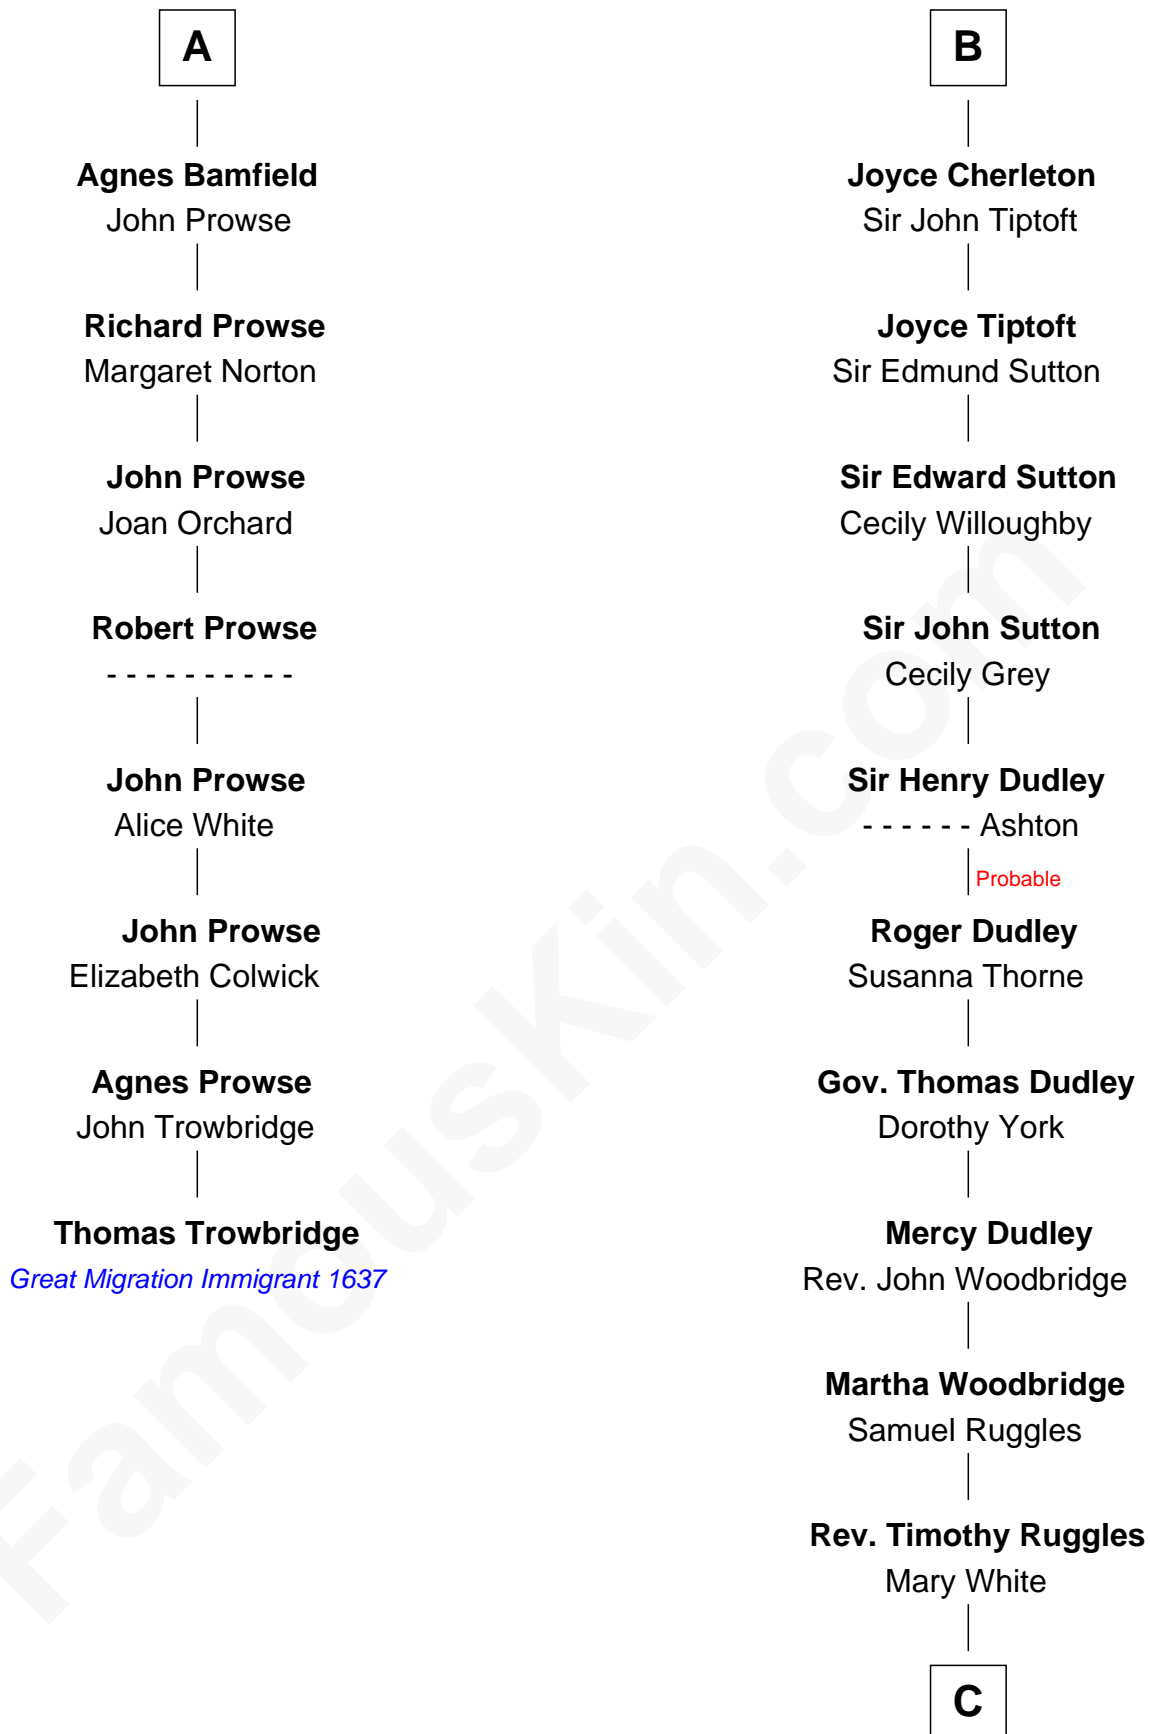 A
Agnes Bamfield
John Prowse
Richard Prowse
Margaret Norton
John Prowse
Joan Orchard
Robert Prowse
- - - - - - - - - -
John Prowse
Alice White
John Prowse
Elizabeth Colwick
Agnes Prowse
John Trowbridge
Thomas Trowbridge
Great Migration Immigrant 1637
B
Joyce Cherleton
Sir John Tiptoft
Joyce Tiptoft
Sir Edmund Sutton
Sir Edward Sutton
Cecily Willoughby
Sir John Sutton
Cecily Grey
Sir Henry Dudley
- - - - - - Ashton
Probable
Roger Dudley
Susanna Thorne
Gov. Thomas Dudley
Dorothy York
Mercy Dudley
Rev. John Woodbridge
Martha Woodbridge
Samuel Ruggles
Rev. Timothy Ruggles
Mary White
C
FamousKin.com